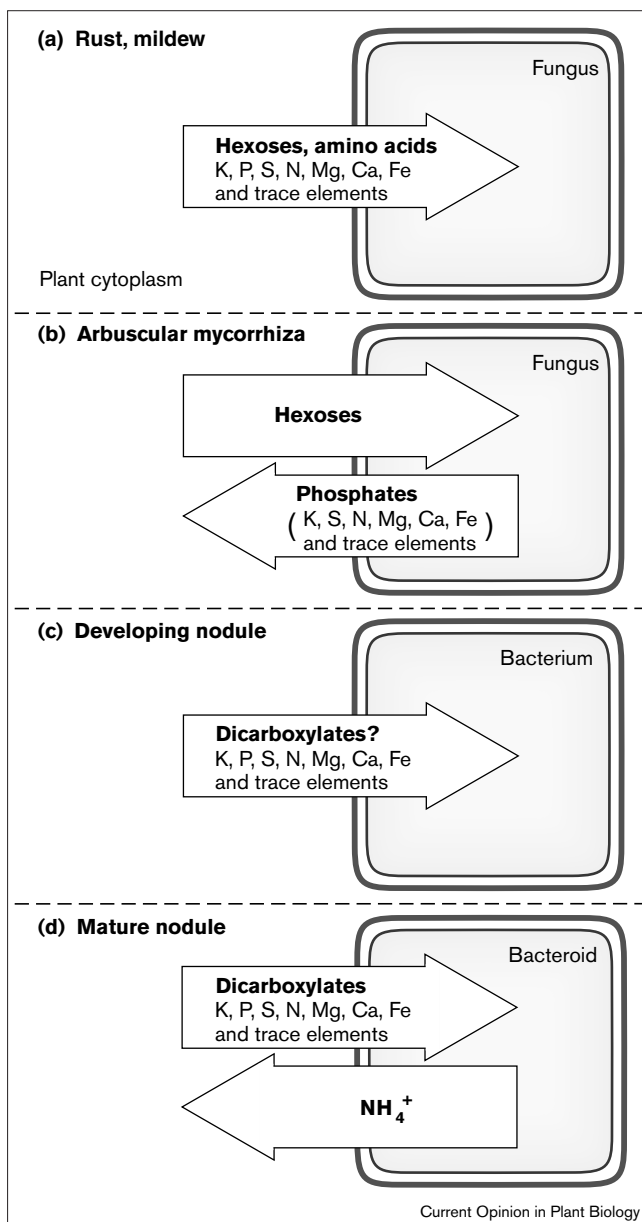 (a) Rust, mildew
Fungus
Hexoses, amino acids
K, P, S, N, Mg, Ca, Fe
and trace elements
Plant cytoplasm
(b) Arbuscular mycorrhiza
Fungus
Hexoses
Phosphates
( K, S, N, Mg, Ca, Fe
and trace elements )
(c) Developing nodule
Bacterium
Dicarboxylates?
K, P, S, N, Mg, Ca, Fe
and trace elements
(d) Mature nodule
Bacteroid
Dicarboxylates
K, P, S, N, Mg, Ca, Fe
and trace elements
NH₄⁺
Current Opinion in Plant Biology